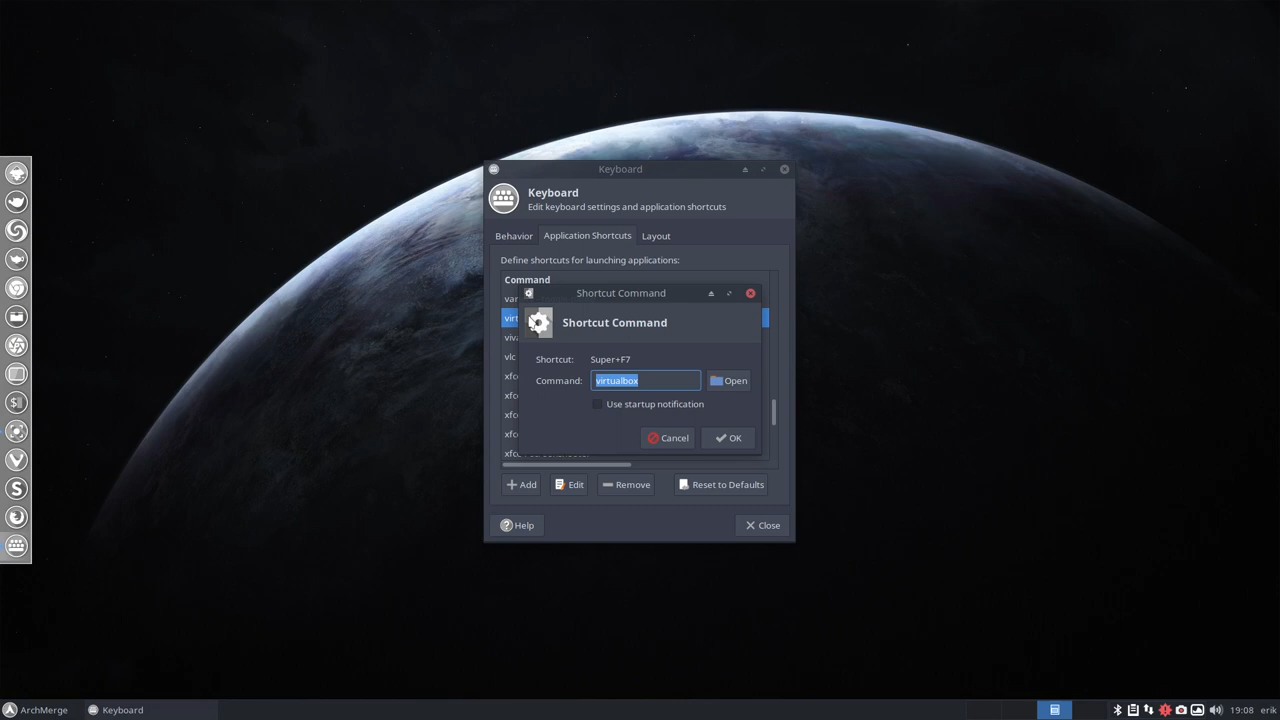 Keyboard
Keyboard
Edit keyboard settings and application shortcuts
Behavior
Application Shortcuts
Layout
Define shortcuts for launching applications:
Command
Shortcut Command
Shortcut Command
Shortcut: Super+F7
vlc
Command: virtualbox
Open
Use startup notification
Cancel
OK
Add
Edit
Remove
Reset to Defaults
Help
Close
ArchMerge
Keyboard
19:08
erik